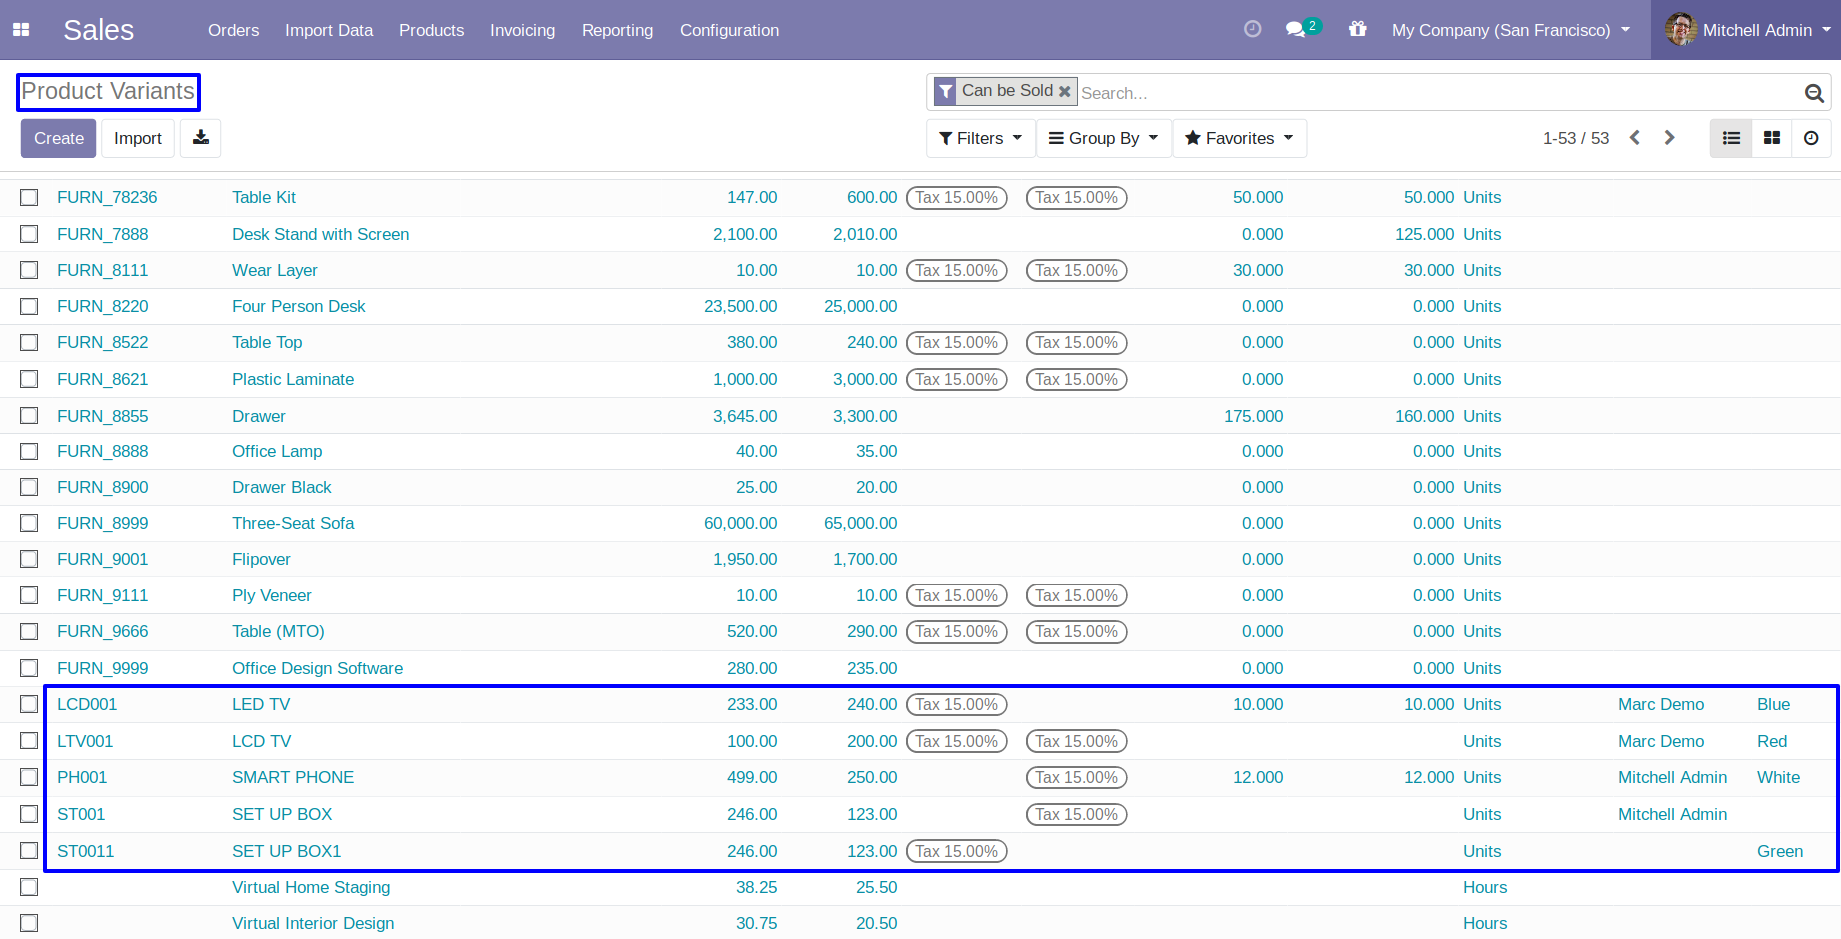 Sales Orders Import Data Products Invoicing Reporting Configuration 2 My Company (San Francisco) Mitchell Admin
Product Variants Can be Sold Search...
Create Import Filters Group By Favorites 1-53 / 53
FURN_78236 Table Kit 147.00 600.00 Tax 15.00% Tax 15.00% 50.000 50.000 Units
FURN_7888 Desk Stand with Screen 2,100.00 2,010.00 0.000 125.000 Units
FURN_8111 Wear Layer 10.00 10.00 Tax 15.00% Tax 15.00% 30.000 30.000 Units
FURN_8220 Four Person Desk 23,500.00 25,000.00 0.000 0.000 Units
FURN_8522 Table Top 380.00 240.00 Tax 15.00% Tax 15.00% 0.000 0.000 Units
FURN_8621 Plastic Laminate 1,000.00 3,000.00 Tax 15.00% Tax 15.00% 0.000 0.000 Units
FURN_8855 Drawer 3,645.00 3,300.00 175.000 160.000 Units
FURN_8888 Office Lamp 40.00 35.00 0.000 0.000 Units
FURN_8900 Drawer Black 25.00 20.00 0.000 0.000 Units
FURN_8999 Three-Seat Sofa 60,000.00 65,000.00 0.000 0.000 Units
FURN_9001 Flipover 1,950.00 1,700.00 0.000 0.000 Units
FURN_9111 Ply Veneer 10.00 10.00 Tax 15.00% Tax 15.00% 0.000 0.000 Units
FURN_9666 Table (MTO) 520.00 290.00 Tax 15.00% Tax 15.00% 0.000 0.000 Units
FURN_9999 Office Design Software 280.00 235.00 0.000 0.000 Units
LCD001 LED TV 233.00 240.00 Tax 15.00% 10.000 10.000 Units Marc Demo Blue
LTV001 LCD TV 100.00 200.00 Tax 15.00% Tax 15.00% Units Marc Demo Red
PH001 SMART PHONE 499.00 250.00 Tax 15.00% 12.000 12.000 Units Mitchell Admin White
ST001 SET UP BOX 246.00 123.00 Tax 15.00% Units Mitchell Admin
ST0011 SET UP BOX1 246.00 123.00 Tax 15.00% Units Green
Virtual Home Staging 38.25 25.50 Hours
Virtual Interior Design 30.75 20.50 Hours